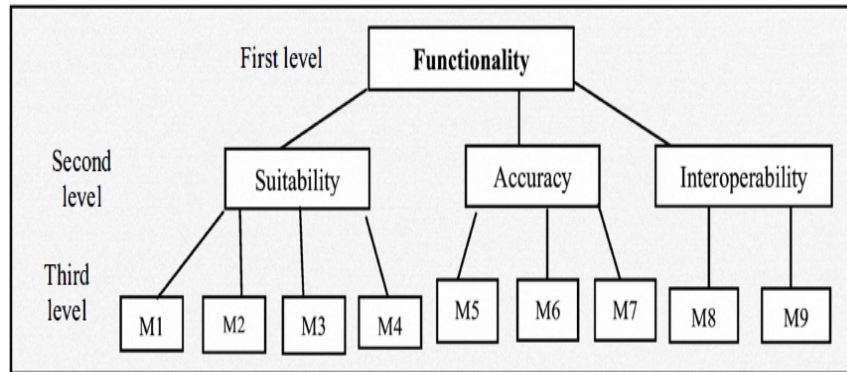 First level
Functionality
Second
level
Suitability
Accuracy
Interoperability
Third
level
M1
M2
M3
M4
M5
M6
M7
M8
M9